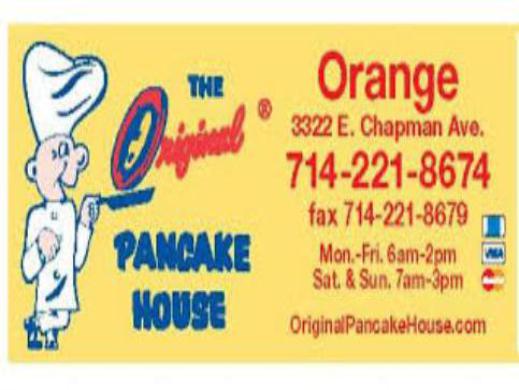 THE
Original ®
PANCAKE
HOUSE
Orange
3322 E. Chapman Ave.
714-221-8674
fax 714-221-8679
Mon.-Fri. 6am-2pm
VISA
Sat. & Sun. 7am-3pm
OriginalPancakeHouse.com